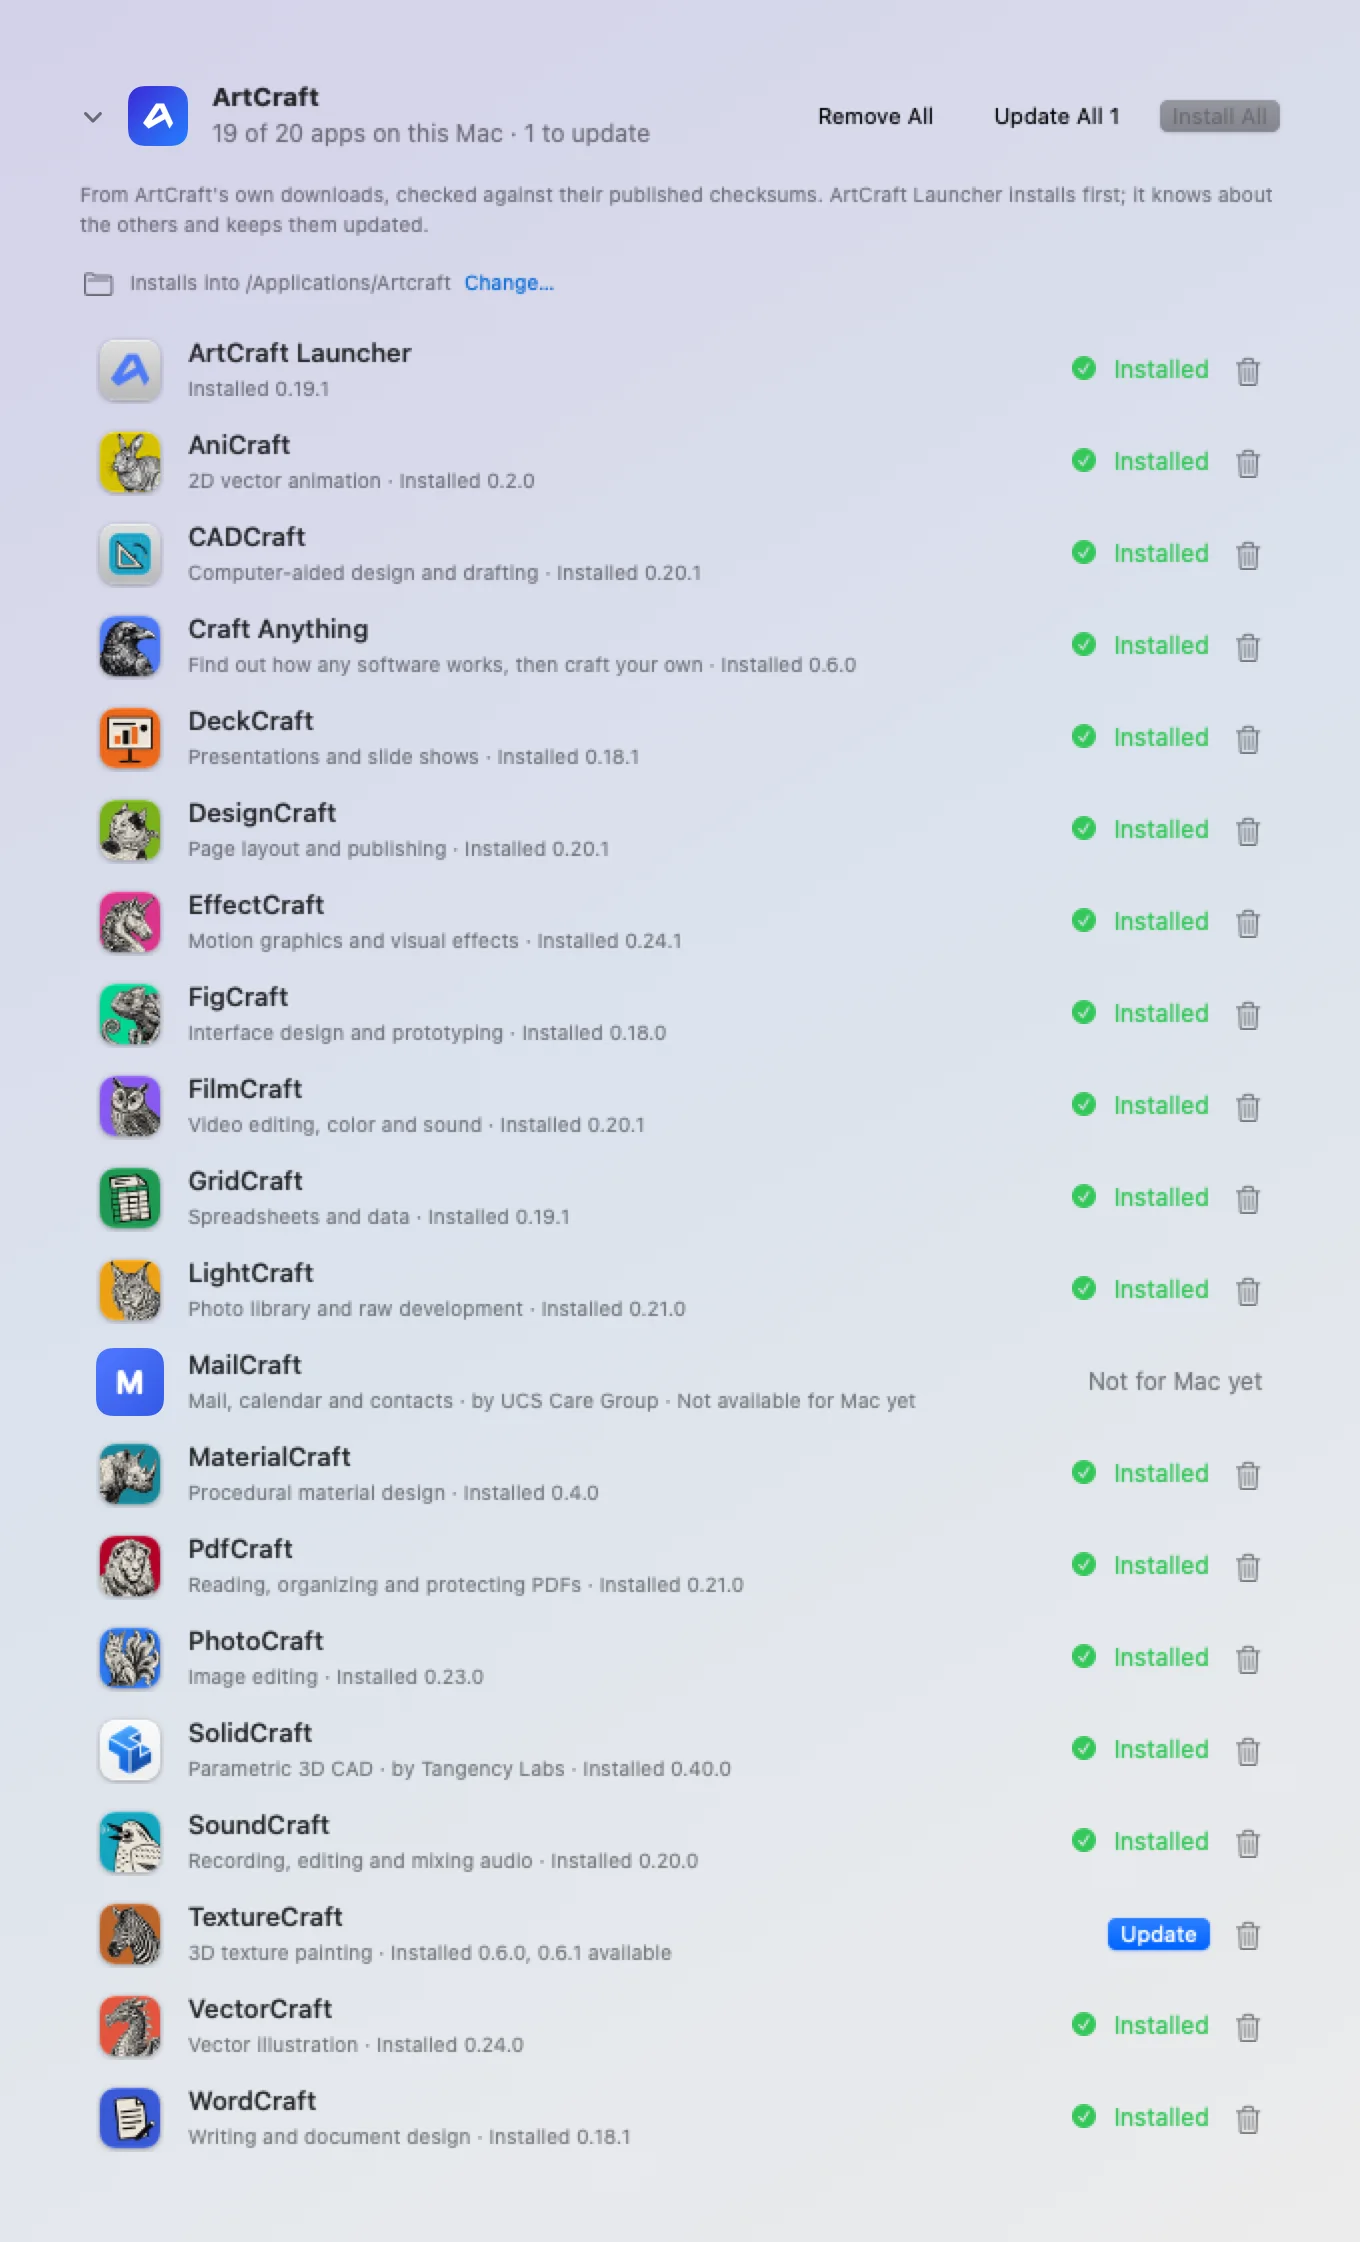 ArtCraft
19 of 20 apps on this Mac · 1 to update
Remove All
Update All 1
Install All
From ArtCraft's own downloads, checked against their published checksums. ArtCraft Launcher installs first; it knows about
the others and keeps them updated.
Installs into /Applications/Artcraft Change...
ArtCraft Launcher
Installed 0.19.1
Installed
AniCraft
2D vector animation · Installed 0.2.0
Installed
CADCraft
Computer-aided design and drafting · Installed 0.20.1
Installed
Craft Anything
Find out how any software works, then craft your own · Installed 0.6.0
Installed
DeckCraft
Presentations and slide shows · Installed 0.18.1
Installed
DesignCraft
Page layout and publishing · Installed 0.20.1
Installed
EffectCraft
Motion graphics and visual effects · Installed 0.24.1
Installed
FigCraft
Interface design and prototyping · Installed 0.18.0
Installed
FilmCraft
Video editing, color and sound · Installed 0.20.1
Installed
GridCraft
Spreadsheets and data · Installed 0.19.1
Installed
LightCraft
Photo library and raw development · Installed 0.21.0
Installed
M
MailCraft
Mail, calendar and contacts · by UCS Care Group · Not available for Mac yet
Not for Mac yet
MaterialCraft
Procedural material design · Installed 0.4.0
Installed
PdfCraft
Reading, organizing and protecting PDFs · Installed 0.21.0
Installed
PhotoCraft
Image editing · Installed 0.23.0
Installed
SolidCraft
Parametric 3D CAD · by Tangency Labs · Installed 0.40.0
Installed
SoundCraft
Recording, editing and mixing audio · Installed 0.20.0
Installed
TextureCraft
3D texture painting · Installed 0.6.0, 0.6.1 available
Update
VectorCraft
Vector illustration · Installed 0.24.0
Installed
WordCraft
Writing and document design · Installed 0.18.1
Installed